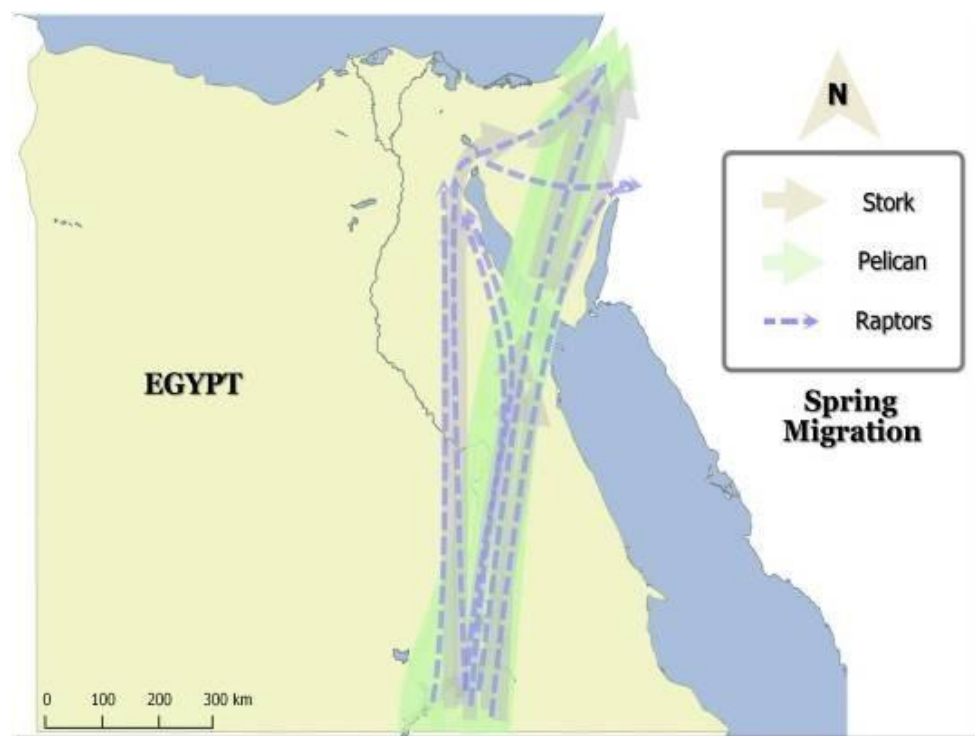 N
Stork
Pelican
Raptors
EGYPT
Spring
Migration
0 100 200 300 km